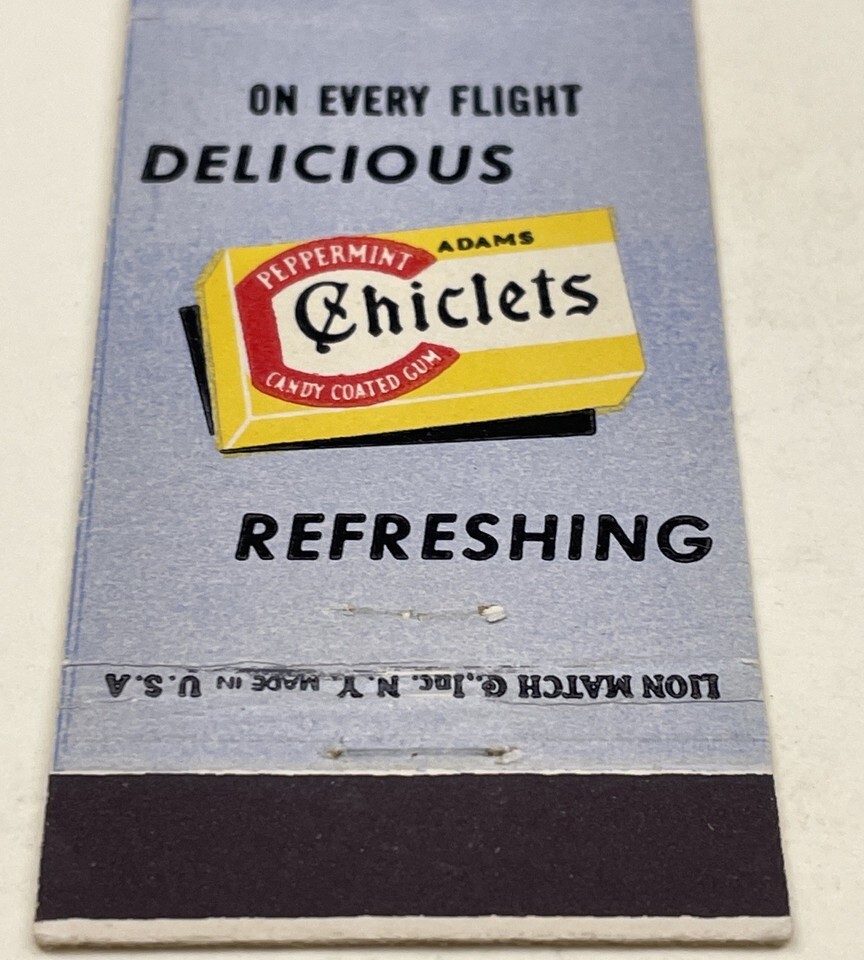 ON EVERY FLIGHT
DELICIOUS
ADAMS
PEPPERMINT
Chiclets
CANDY COATED GUM
REFRESHING
LION MATCH Co., Inc. N.Y. MADE IN U.S.A